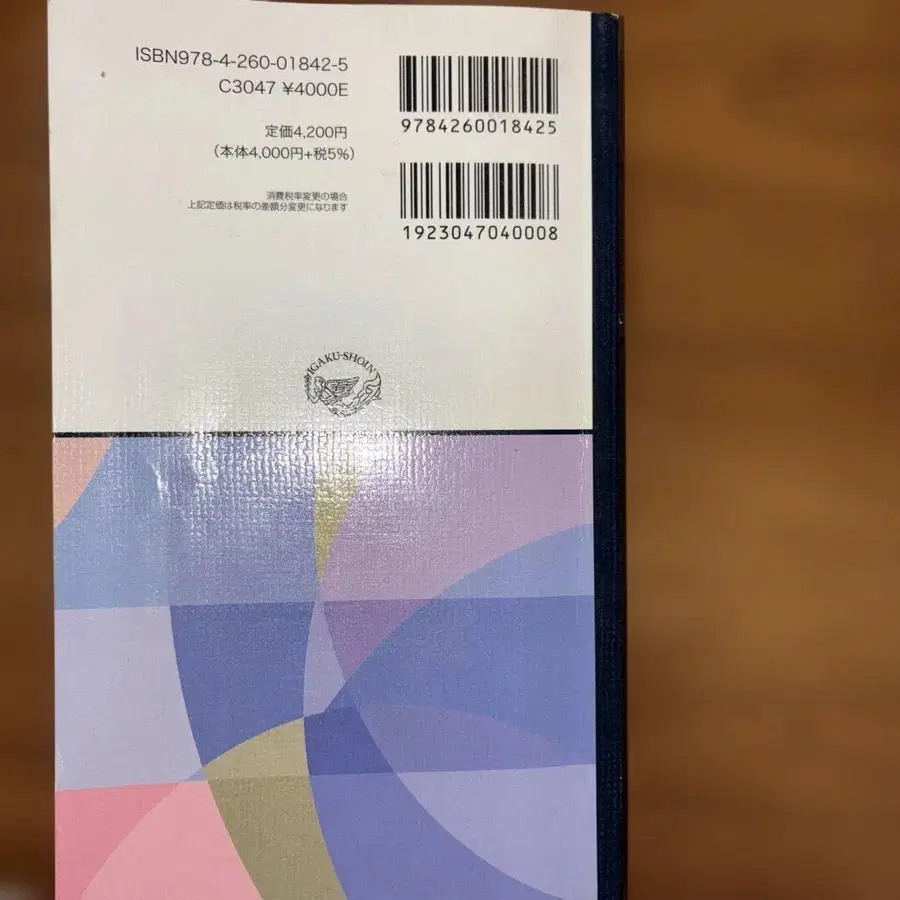 ISBN978-4-260-01842-5
C3047 ¥4000E
定価4,200円
（本体4,000円+税5%）
消費税率変更の場合
上記定価は税率の差額分変更になります
9784260018425
1923047040008
IGAKU-SHOIN